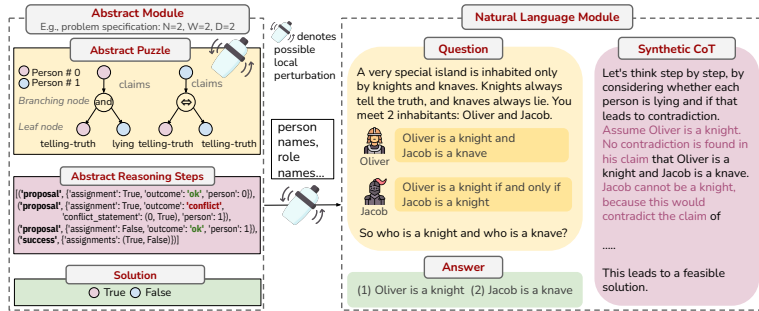 Abstract Module
E.g., problem specification: N=2, W=2, D=2
Abstract Puzzle
Person # 0
Person # 1
claims
claims
Branching node
and
⇔
Leaf node
telling-truth
lying
telling-truth
telling-truth
denotes
possible
local
perturbation
Abstract Reasoning Steps
[('proposal', {'assignment': True, 'outcome': 'ok', 'person': 0}),
('proposal', {'assignment': True, 'outcome': 'conflict',
'conflict_statement': (0, True), 'person': 1}),
('proposal', {'assignment': False, 'outcome': 'ok', 'person': 1}),
('success', {'assignments': (True, False)})]
Solution
True
False
person
names,
role
names...
Natural Language Module
Question
A very special island is inhabited only
by knights and knaves. Knights always
tell the truth, and knaves always lie. You
meet 2 inhabitants: Oliver and Jacob.
Oliver
Oliver is a knight and
Jacob is a knave
Jacob
Oliver is a knight if and only if
Jacob is a knight
So who is a knight and who is a knave?
Answer
(1) Oliver is a knight (2) Jacob is a knave
Synthetic CoT
Let's think step by step, by
considering whether each
person is lying and if that
leads to contradiction.
Assume Oliver is a knight.
No contradiction is found in
his claim that Oliver is a
knight and Jacob is a knave.
Jacob cannot be a knight,
because this would
contradict the claim of
.....
This leads to a feasible
solution.